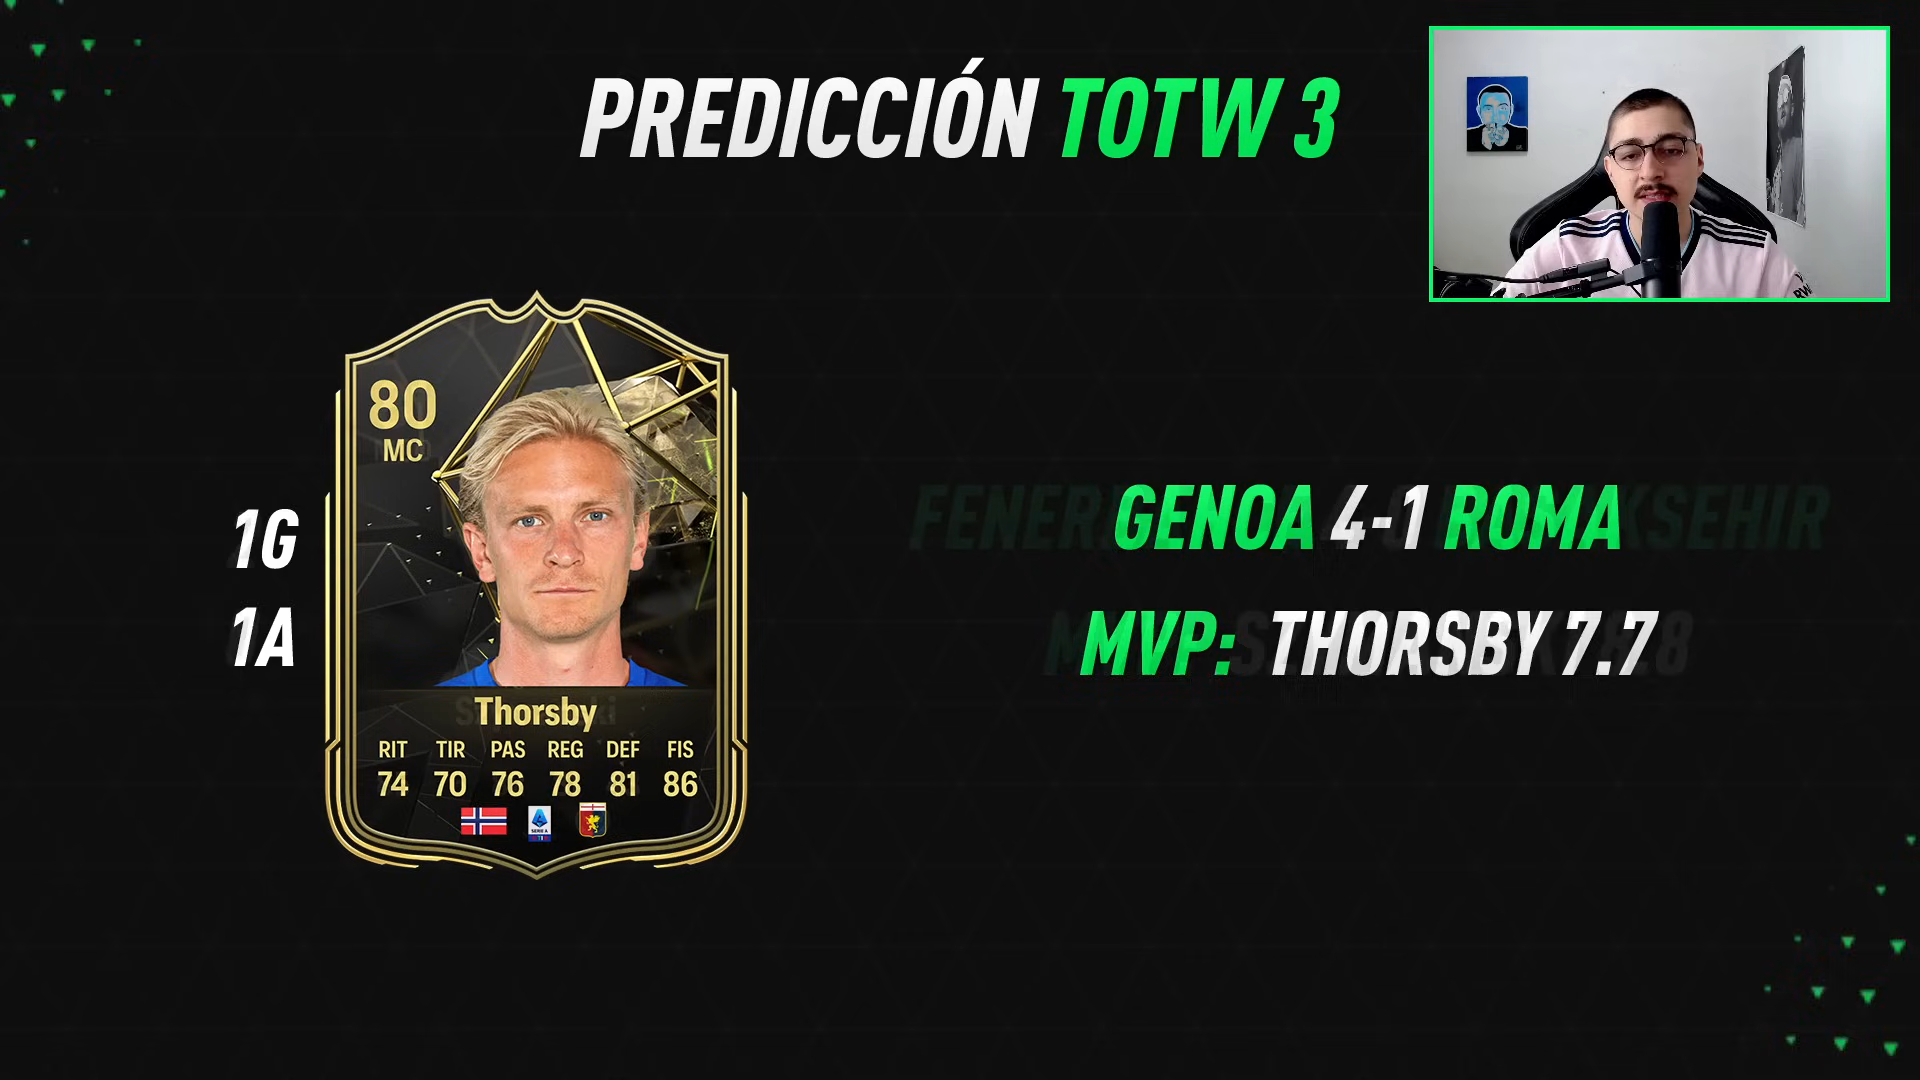 PREDICCIÓN TOTW 3
80
MC
1G
1A
Thorsby
RIT TIR PAS REG DEF FIS
74 70 76 78 81 86
SERIE A
GENOA 4-1 ROMA
MVP: THORSBY 7.7